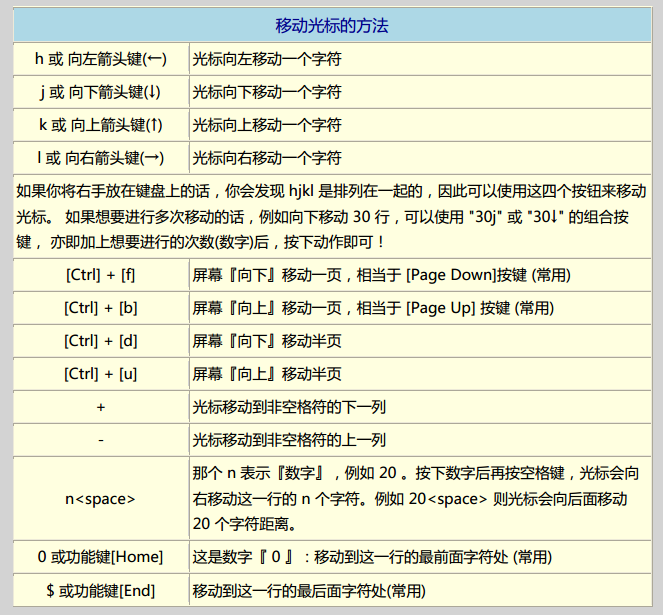 移动光标的方法
h 或 向左箭头键(←) 光标向左移动一个字符
j 或 向下箭头键(↓) 光标向下移动一个字符
k 或 向上箭头键(↑) 光标向上移动一个字符
l 或 向右箭头键(→) 光标向右移动一个字符
如果你将右手放在键盘上的话，你会发现 hjkl 是排列在一起的，因此可以使用这四个按钮来移动
光标。 如果想要进行多次移动的话，例如向下移动 30 行，可以使用 "30j" 或 "30↓" 的组合按
键， 亦即加上想要进行的次数(数字)后，按下动作即可！
[Ctrl] + [f] 屏幕『向下』移动一页，相当于 [Page Down]按键 (常用)
[Ctrl] + [b] 屏幕『向上』移动一页，相当于 [Page Up] 按键 (常用)
[Ctrl] + [d] 屏幕『向下』移动半页
[Ctrl] + [u] 屏幕『向上』移动半页
+ 光标移动到非空格符的下一列
- 光标移动到非空格符的上一列
n<space> 那个 n 表示『数字』，例如 20 。按下数字后再按空格键，光标会向
右移动这一行的 n 个字符。例如 20<space> 则光标会向后面移动
20 个字符距离。
0 或功能键[Home] 这是数字『 0 』：移动到这一行的最前面字符处 (常用)
$ 或功能键[End] 移动到这一行的最后面字符处(常用)